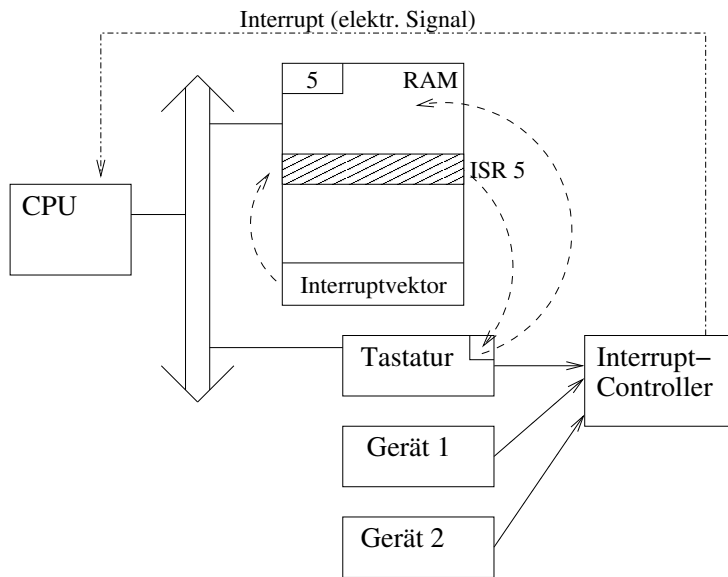 Interrupt (elektr. Signal)
5
RAM
ISR 5
CPU
Interruptvektor
Tastatur
Interrupt−
Controller
Gerät 1
Gerät 2